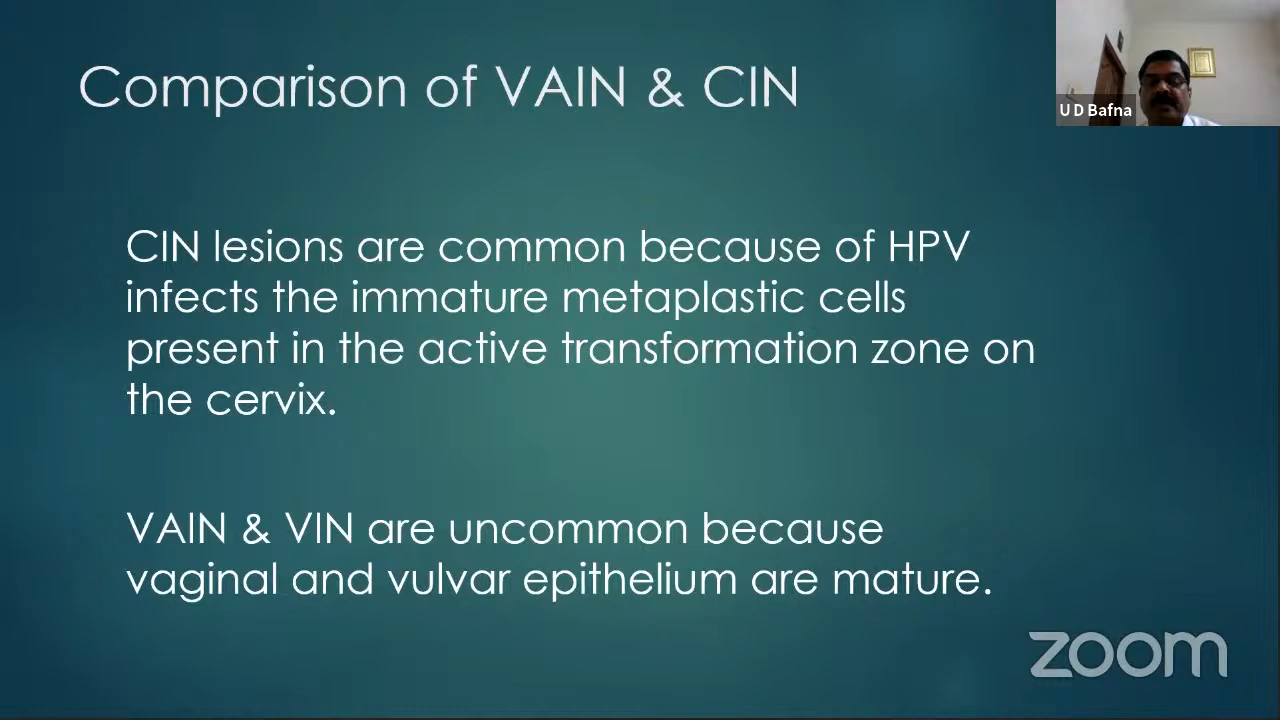 Comparison of VAIN & CIN
U D Bafna
CIN lesions are common because of HPV
infects the immature metaplastic cells
present in the active transformation zone on
the cervix.
VAIN & VIN are uncommon because
vaginal and vulvar epithelium are mature.
zoom